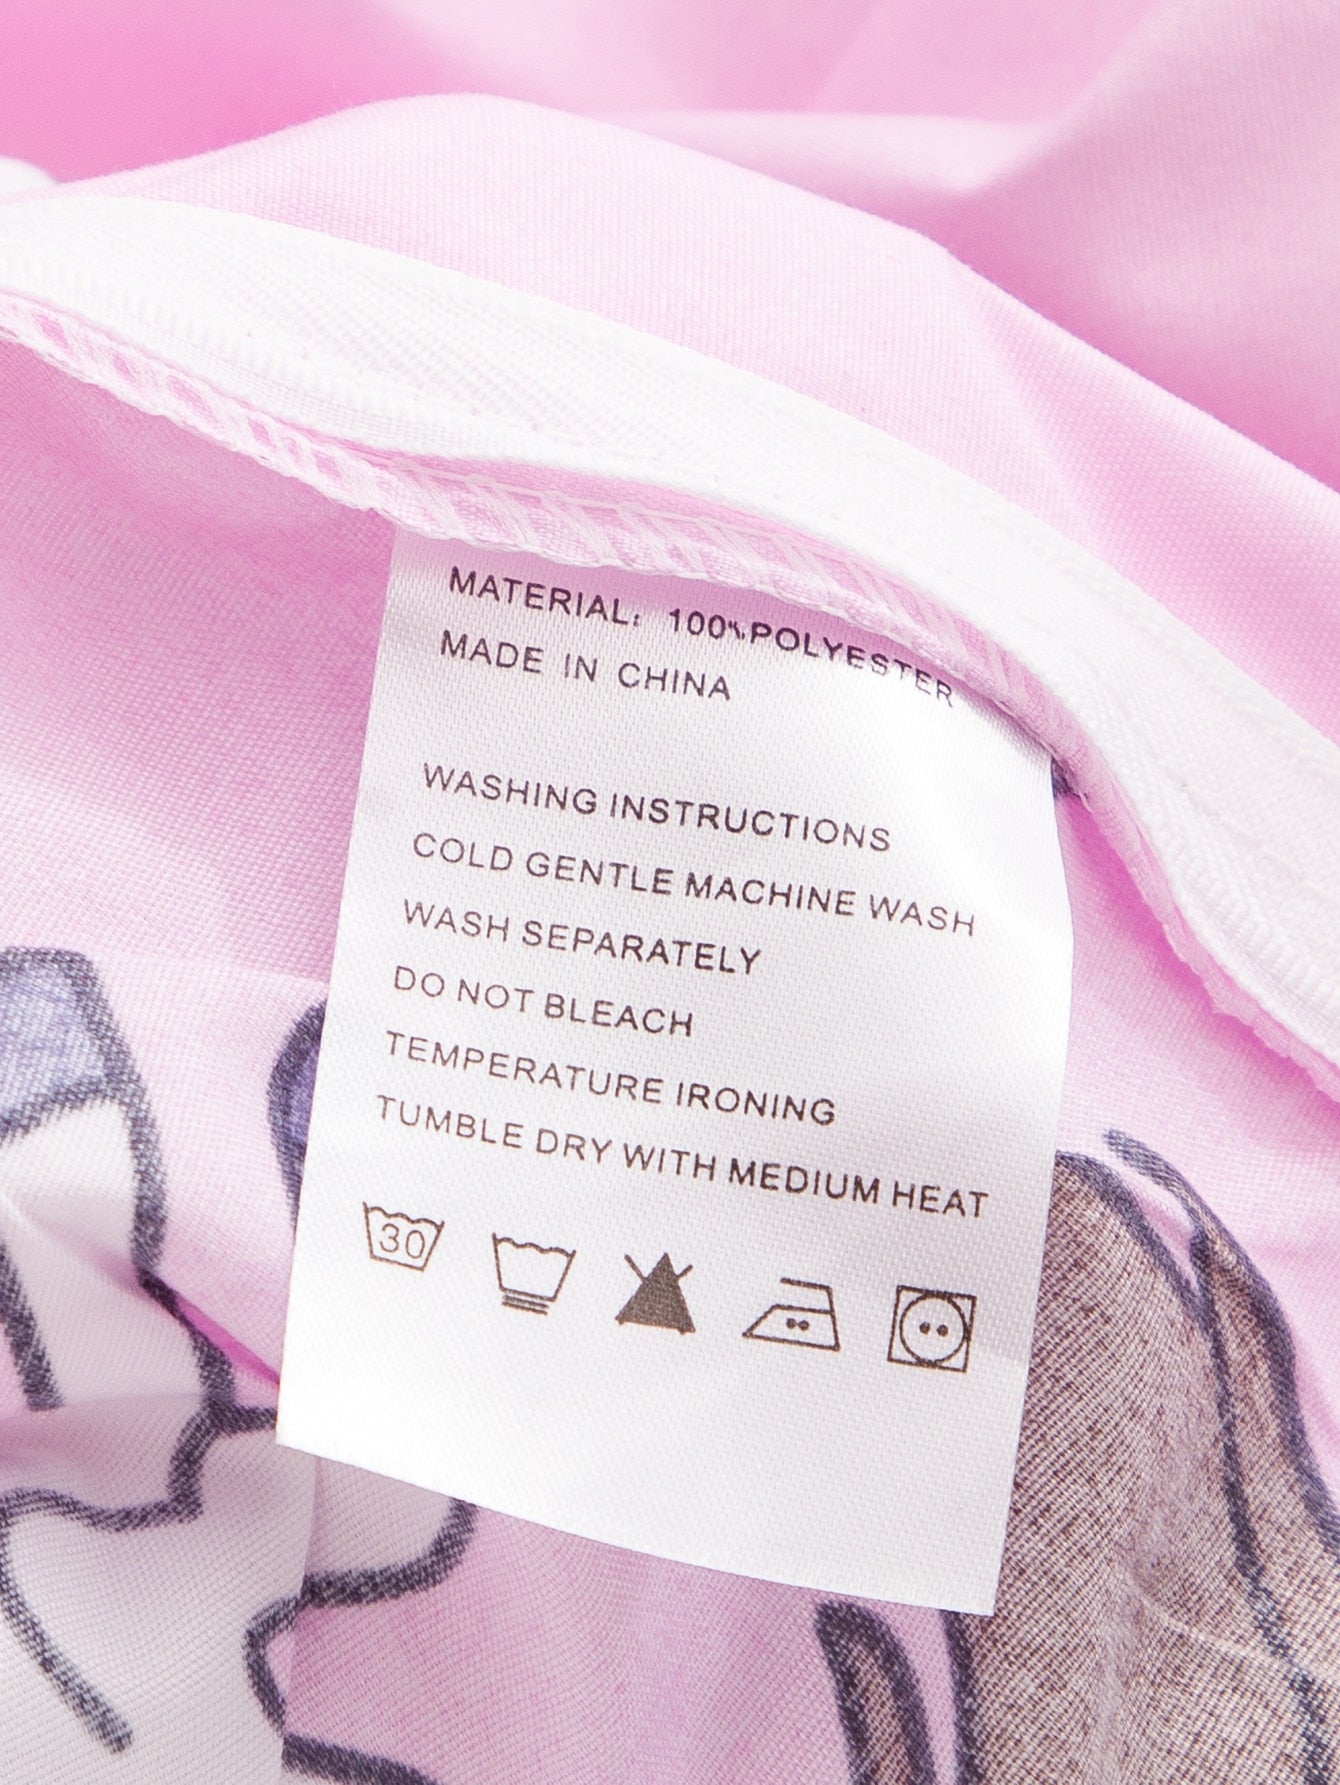 MATERIAL: 100%POLYESTER
MADE IN CHINA
WASHING INSTRUCTIONS
COLD GENTLE MACHINE WASH
WASH SEPARATELY
DO NOT BLEACH
TEMPERATURE IRONING
TUMBLE DRY WITH MEDIUM HEAT
30